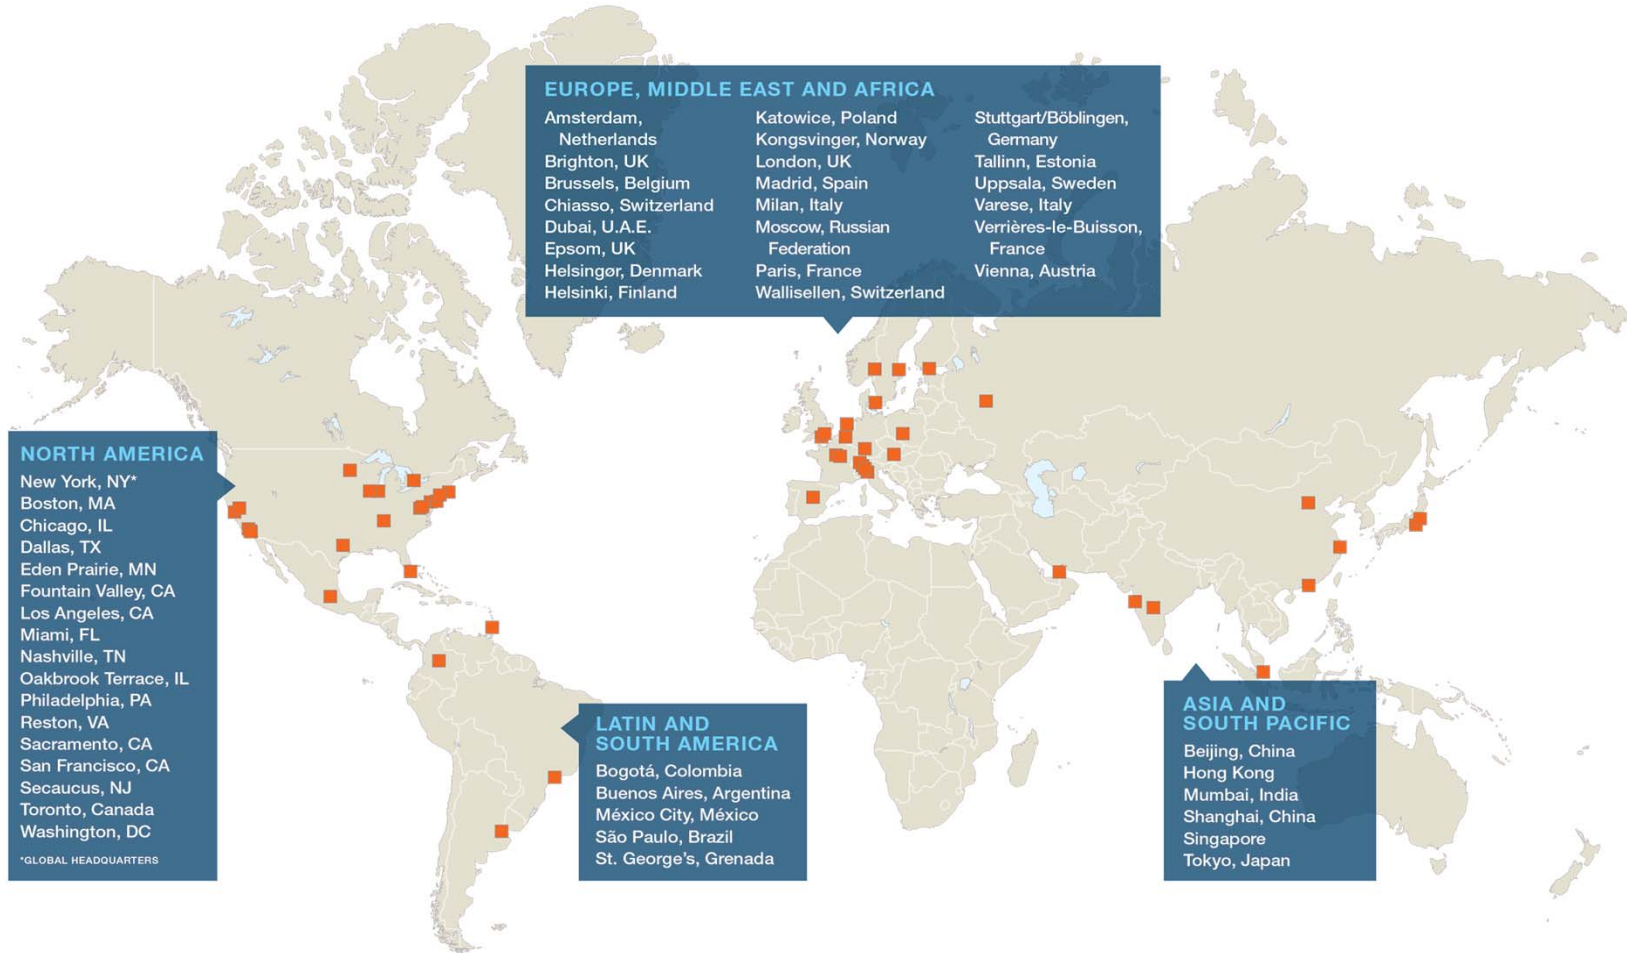 EUROPE, MIDDLE EAST AND AFRICA
Amsterdam,
Netherlands
Brighton, UK
Brussels, Belgium
Chiasso, Switzerland
Dubai, U.A.E.
Epsom, UK
Helsingør, Denmark
Helsinki, Finland
Katowice, Poland
Kongsvinger, Norway
London, UK
Madrid, Spain
Milan, Italy
Moscow, Russian
Federation
Paris, France
Wallisellen, Switzerland
Stuttgart/Böblingen,
Germany
Tallinn, Estonia
Uppsala, Sweden
Varese, Italy
Verrières-le-Buisson,
France
Vienna, Austria
NORTH AMERICA
New York, NY*
Boston, MA
Chicago, IL
Dallas, TX
Eden Prairie, MN
Fountain Valley, CA
Los Angeles, CA
Miami, FL
Nashville, TN
Oakbrook Terrace, IL
Philadelphia, PA
Reston, VA
Sacramento, CA
San Francisco, CA
Secaucus, NJ
Toronto, Canada
Washington, DC
*GLOBAL HEADQUARTERS
LATIN AND
SOUTH AMERICA
Bogotá, Colombia
Buenos Aires, Argentina
México City, México
São Paulo, Brazil
St. George's, Grenada
ASIA AND
SOUTH PACIFIC
Beijing, China
Hong Kong
Mumbai, India
Shanghai, China
Singapore
Tokyo, Japan